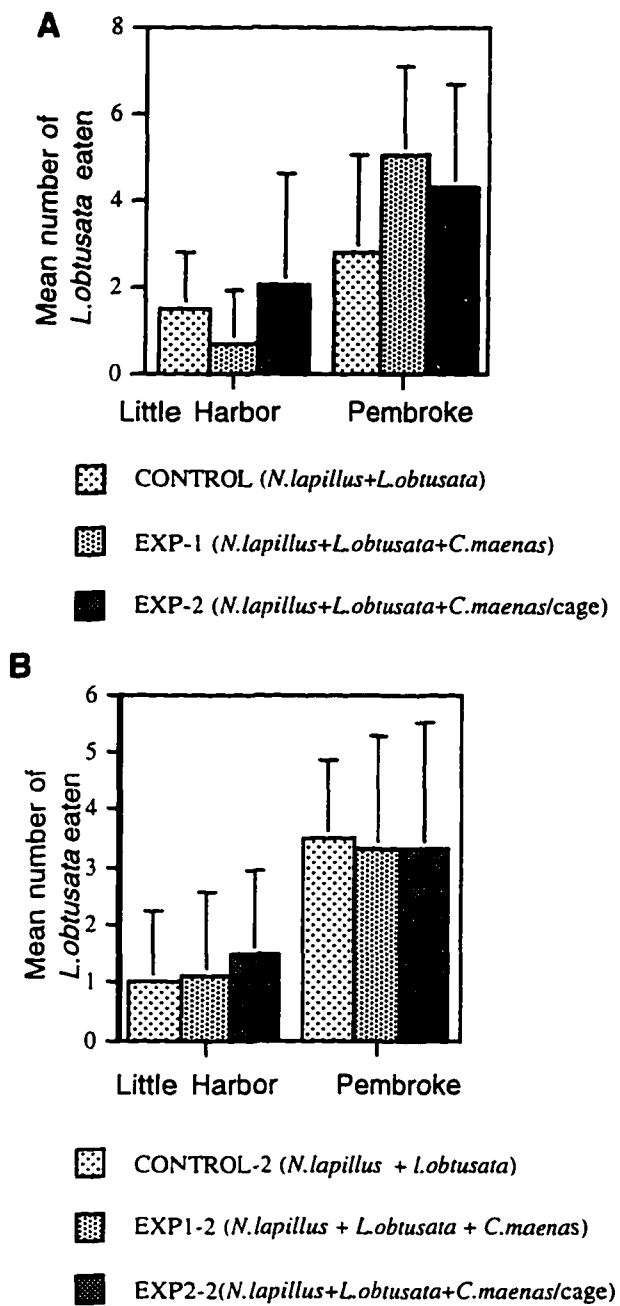 A
8
6
4
2
0
Mean number of
L.obtusata eaten
Little Harbor Pembroke
CONTROL (N.lapillus+L.obtusata)
EXP-1 (N.lapillus+L.obtusata+C.maenas)
EXP-2 (N.lapillus+L.obtusata+C.maenas/cage)
B
6
5
4
3
2
1
0
Mean number of
L.obtusata eaten
Little Harbor Pembroke
CONTROL-2 (N.lapillus + l.obtusata)
EXP1-2 (N.lapillus + L.obtusata + C.maenas)
EXP2-2(N.lapillus+L.obtusata+C.maenas/cage)